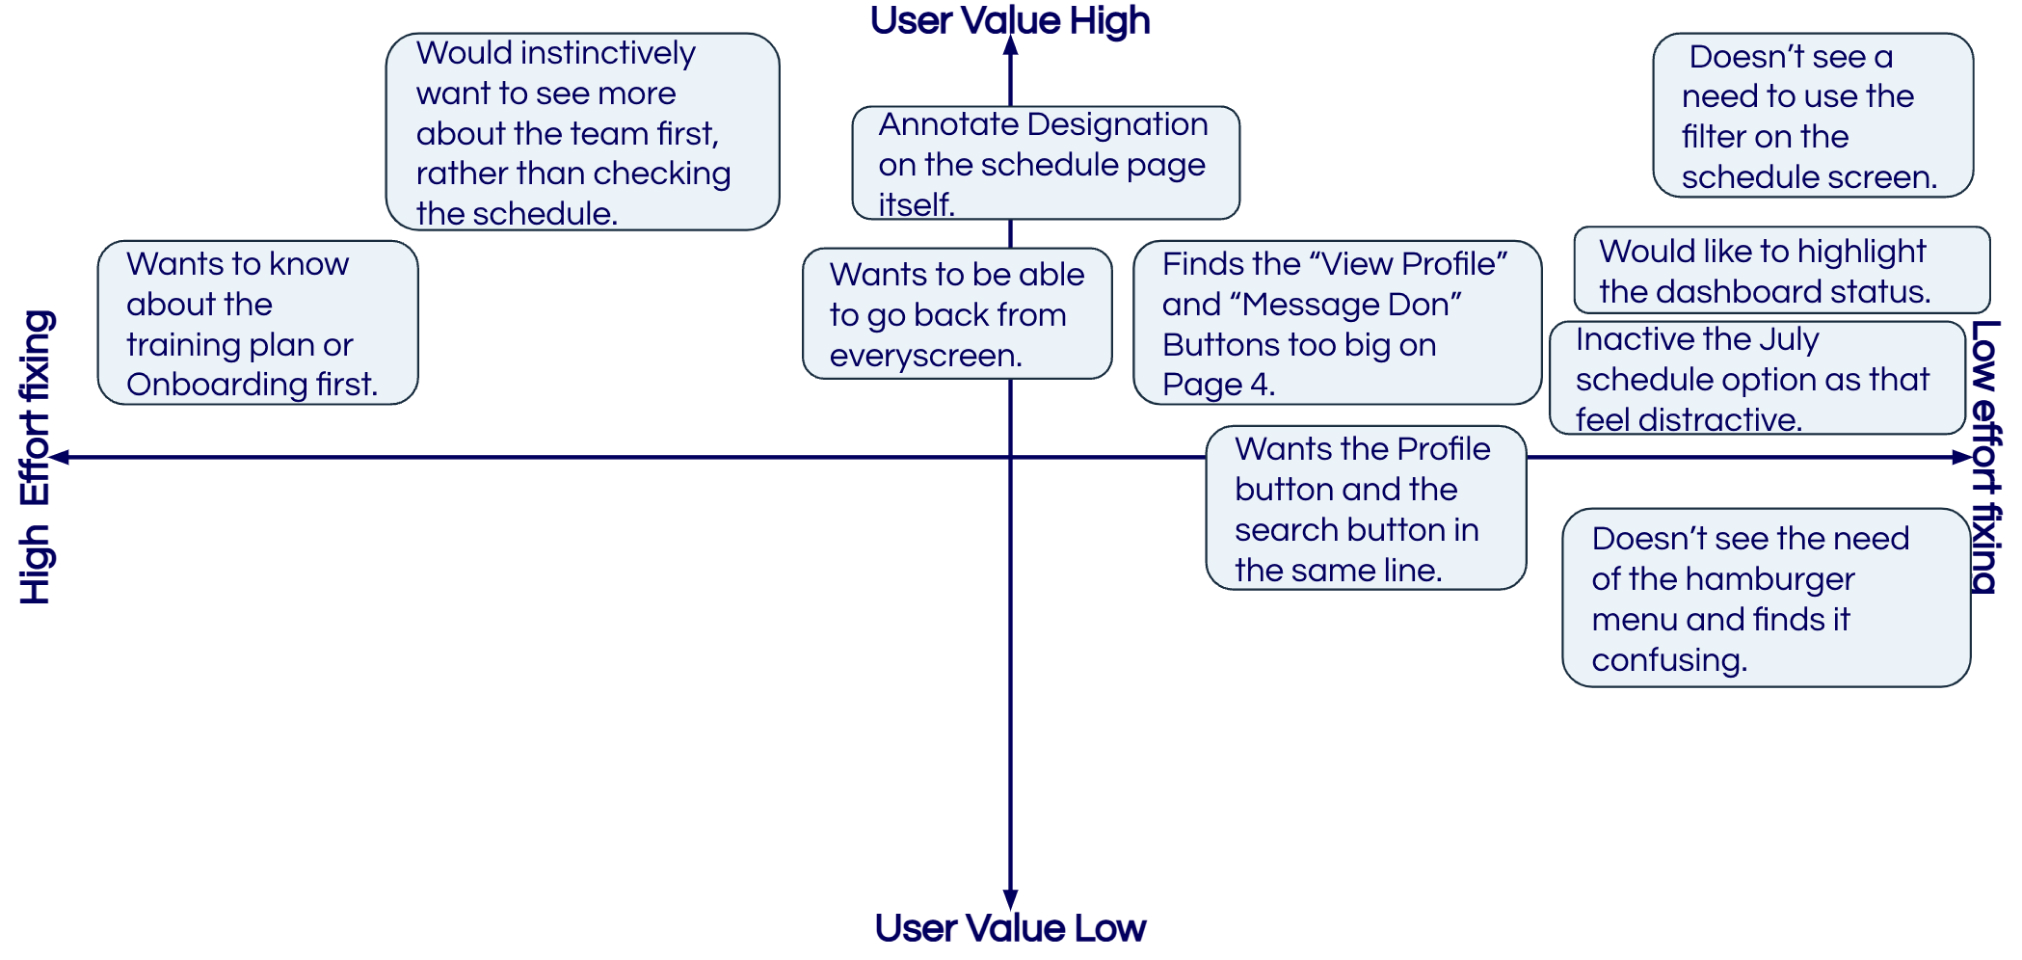 User Value High
Would instinctively
want to see more
about the team first,
rather than checking
the schedule.
Annotate Designation
on the schedule page
itself.
Doesn’t see a
need to use the
filter on the
schedule screen.
Wants to know
about the
training plan or
Onboarding first.
Wants to be able
to go back from
everyscreen.
Finds the “View Profile”
and “Message Don”
Buttons too big on
Page 4.
Would like to highlight
the dashboard status.
Inactive the July
schedule option as that
feel distractive.
High Effort fixing
Low effort fixing
Wants the Profile
button and the
search button in
the same line.
Doesn’t see the need
of the hamburger
menu and finds it
confusing.
User Value Low